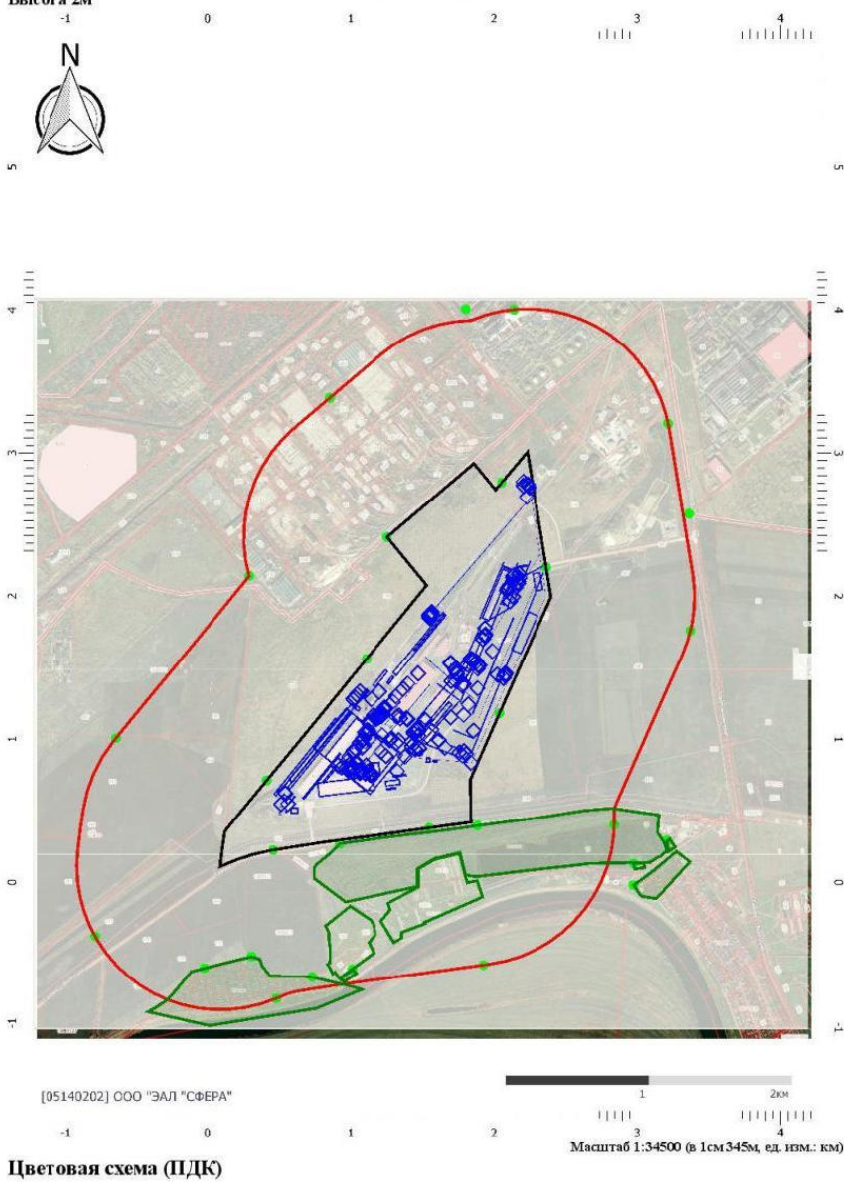 Высота 2м
-1 0 1 2 3 4
N
5 5
4 4
3 3
2 2
1 1
0 0
-1 -1
[05140202] ООО "ЭАЛ "СФЕРА"
1 2км
-1 0 1 2 3 4
Масштаб 1:34500 (в 1см 345м, ед. изм.: км)
Цветовая схема (ПДК)